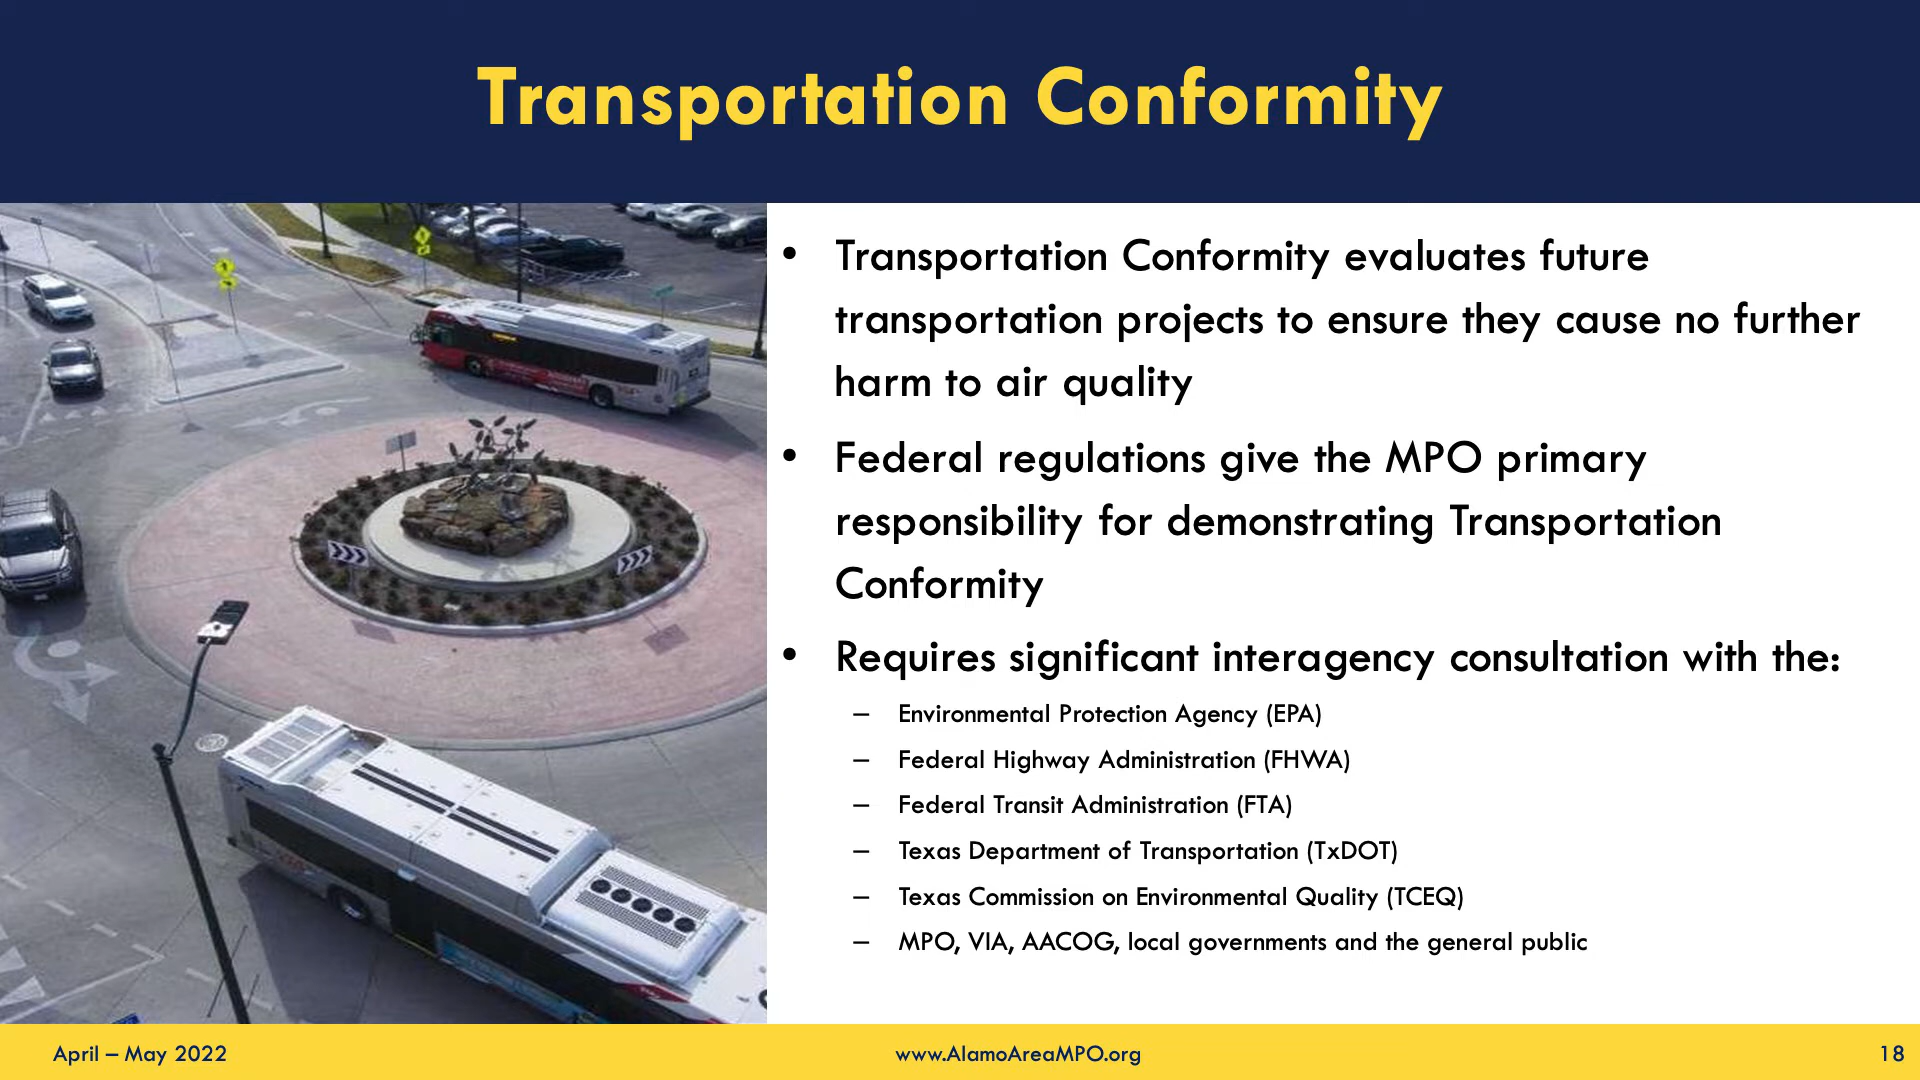 Transportation Conformity
• Transportation Conformity evaluates future
transportation projects to ensure they cause no further
harm to air quality
• Federal regulations give the MPO primary
responsibility for demonstrating Transportation
Conformity
• Requires significant interagency consultation with the:
– Environmental Protection Agency (EPA)
– Federal Highway Administration (FHWA)
– Federal Transit Administration (FTA)
– Texas Department of Transportation (TxDOT)
– Texas Commission on Environmental Quality (TCEQ)
– MPO, VIA, AACOG, local governments and the general public
April – May 2022
www.AlamoAreaMPO.org
18